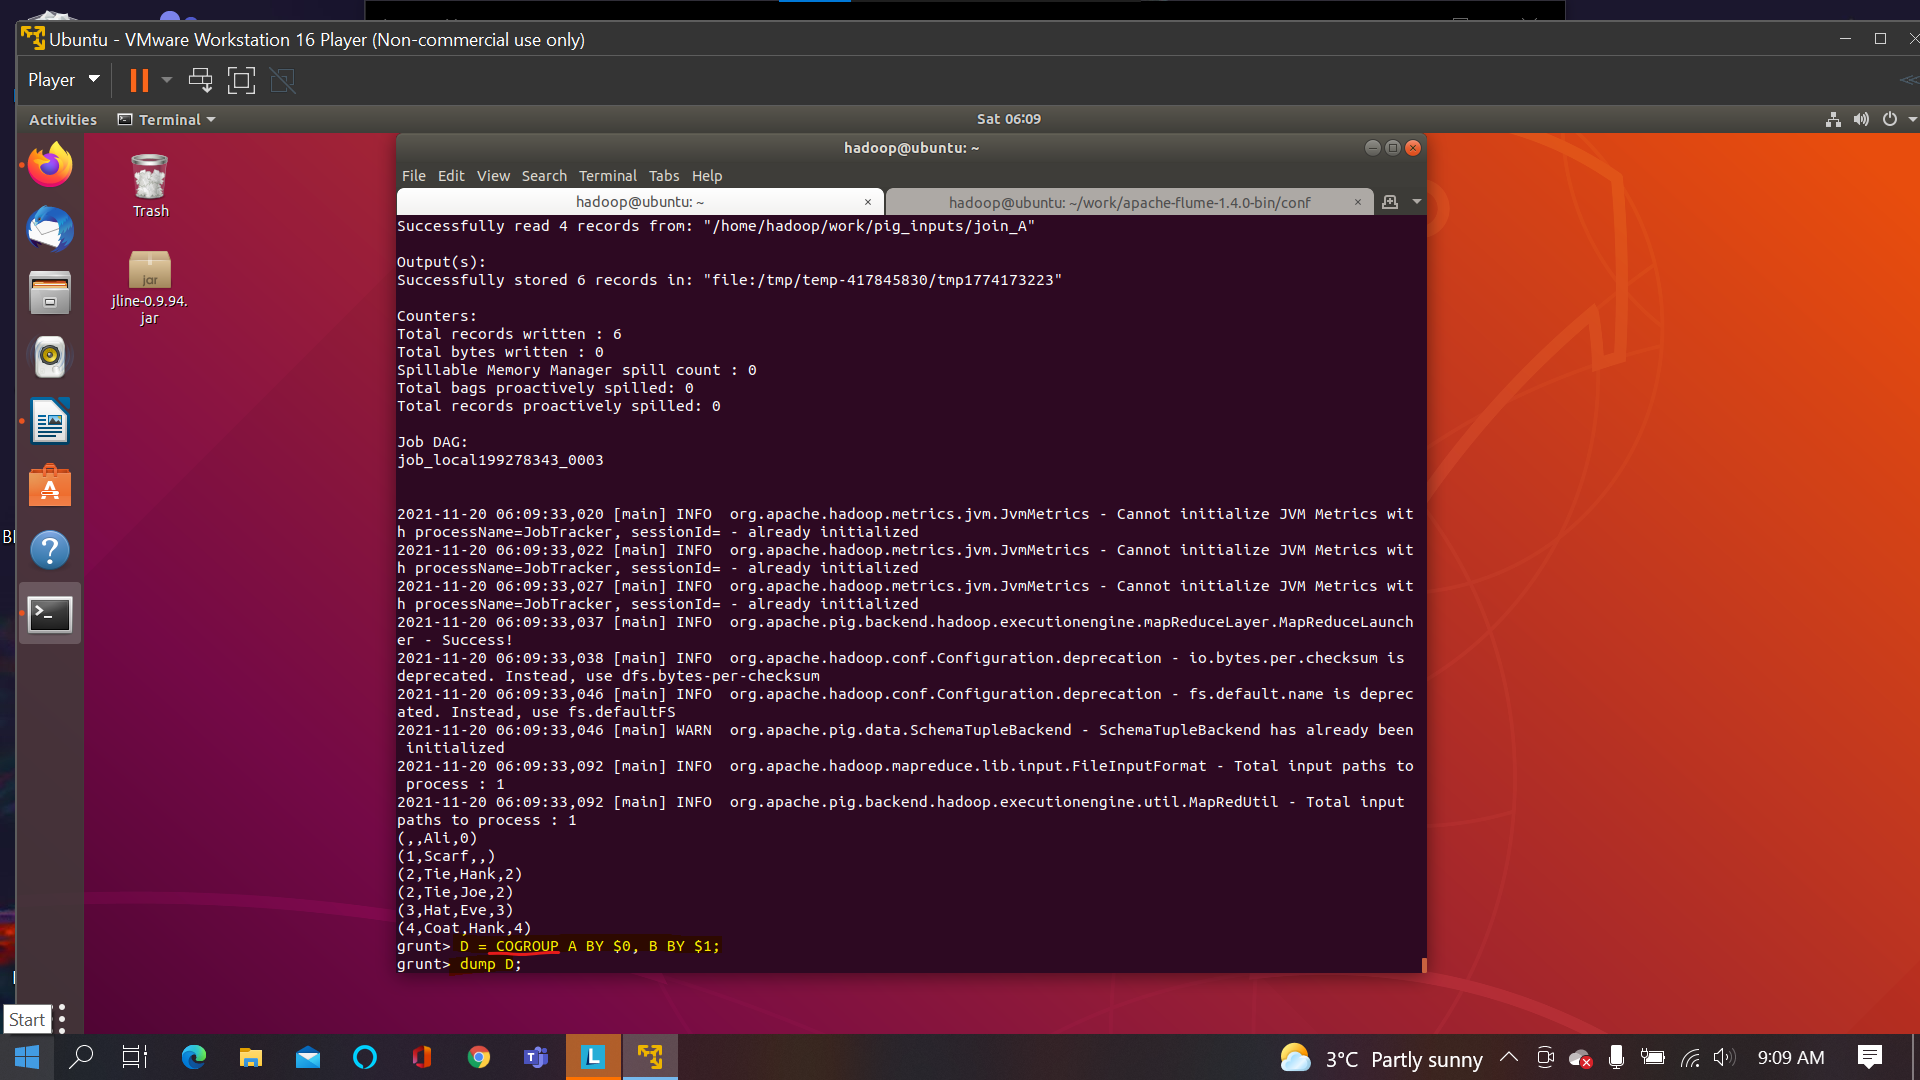 Ubuntu - VMware Workstation 16 Player (Non-commercial use only)
Player
Activities
Terminal
Sat 06:09
Trash
jar
jline-0.9.94.
jar
hadoop@ubuntu: ~
File Edit View Search Terminal Tabs Help
hadoop@ubuntu: ~
hadoop@ubuntu: ~/work/apache-flume-1.4.0-bin/conf
Successfully read 4 records from: "/home/hadoop/work/pig_inputs/join_A"
Output(s):
Successfully stored 6 records in: "file:/tmp/temp-417845830/tmp1774173223"
Counters:
Total records written : 6
Total bytes written : 0
Spillable Memory Manager spill count : 0
Total bags proactively spilled: 0
Total records proactively spilled: 0
Job DAG:
job_local199278343_0003
2021-11-20 06:09:33,020 [main] INFO  org.apache.hadoop.metrics.jvm.JvmMetrics - Cannot initialize JVM Metrics wit
h processName=JobTracker, sessionId= - already initialized
2021-11-20 06:09:33,022 [main] INFO  org.apache.hadoop.metrics.jvm.JvmMetrics - Cannot initialize JVM Metrics wit
h processName=JobTracker, sessionId= - already initialized
2021-11-20 06:09:33,027 [main] INFO  org.apache.hadoop.metrics.jvm.JvmMetrics - Cannot initialize JVM Metrics wit
h processName=JobTracker, sessionId= - already initialized
2021-11-20 06:09:33,037 [main] INFO  org.apache.pig.backend.hadoop.executionengine.mapReduceLayer.MapReduceLaunch
er - Success!
2021-11-20 06:09:33,038 [main] INFO  org.apache.hadoop.conf.Configuration.deprecation - io.bytes.per.checksum is
deprecated. Instead, use dfs.bytes-per-checksum
2021-11-20 06:09:33,046 [main] INFO  org.apache.hadoop.conf.Configuration.deprecation - fs.default.name is deprec
ated. Instead, use fs.defaultFS
2021-11-20 06:09:33,046 [main] WARN  org.apache.pig.data.SchemaTupleBackend - SchemaTupleBackend has already been
 initialized
2021-11-20 06:09:33,092 [main] INFO  org.apache.hadoop.mapreduce.lib.input.FileInputFormat - Total input paths to
 process : 1
2021-11-20 06:09:33,092 [main] INFO  org.apache.pig.backend.hadoop.executionengine.util.MapRedUtil - Total input
paths to process : 1
(,,Ali,0)
(1,Scarf,,)
(2,Tie,Hank,2)
(2,Tie,Joe,2)
(3,Hat,Eve,3)
(4,Coat,Hank,4)
grunt> D = COGROUP A BY $0, B BY $1;
grunt> dump D;
Start
3°C Partly sunny
9:09 AM